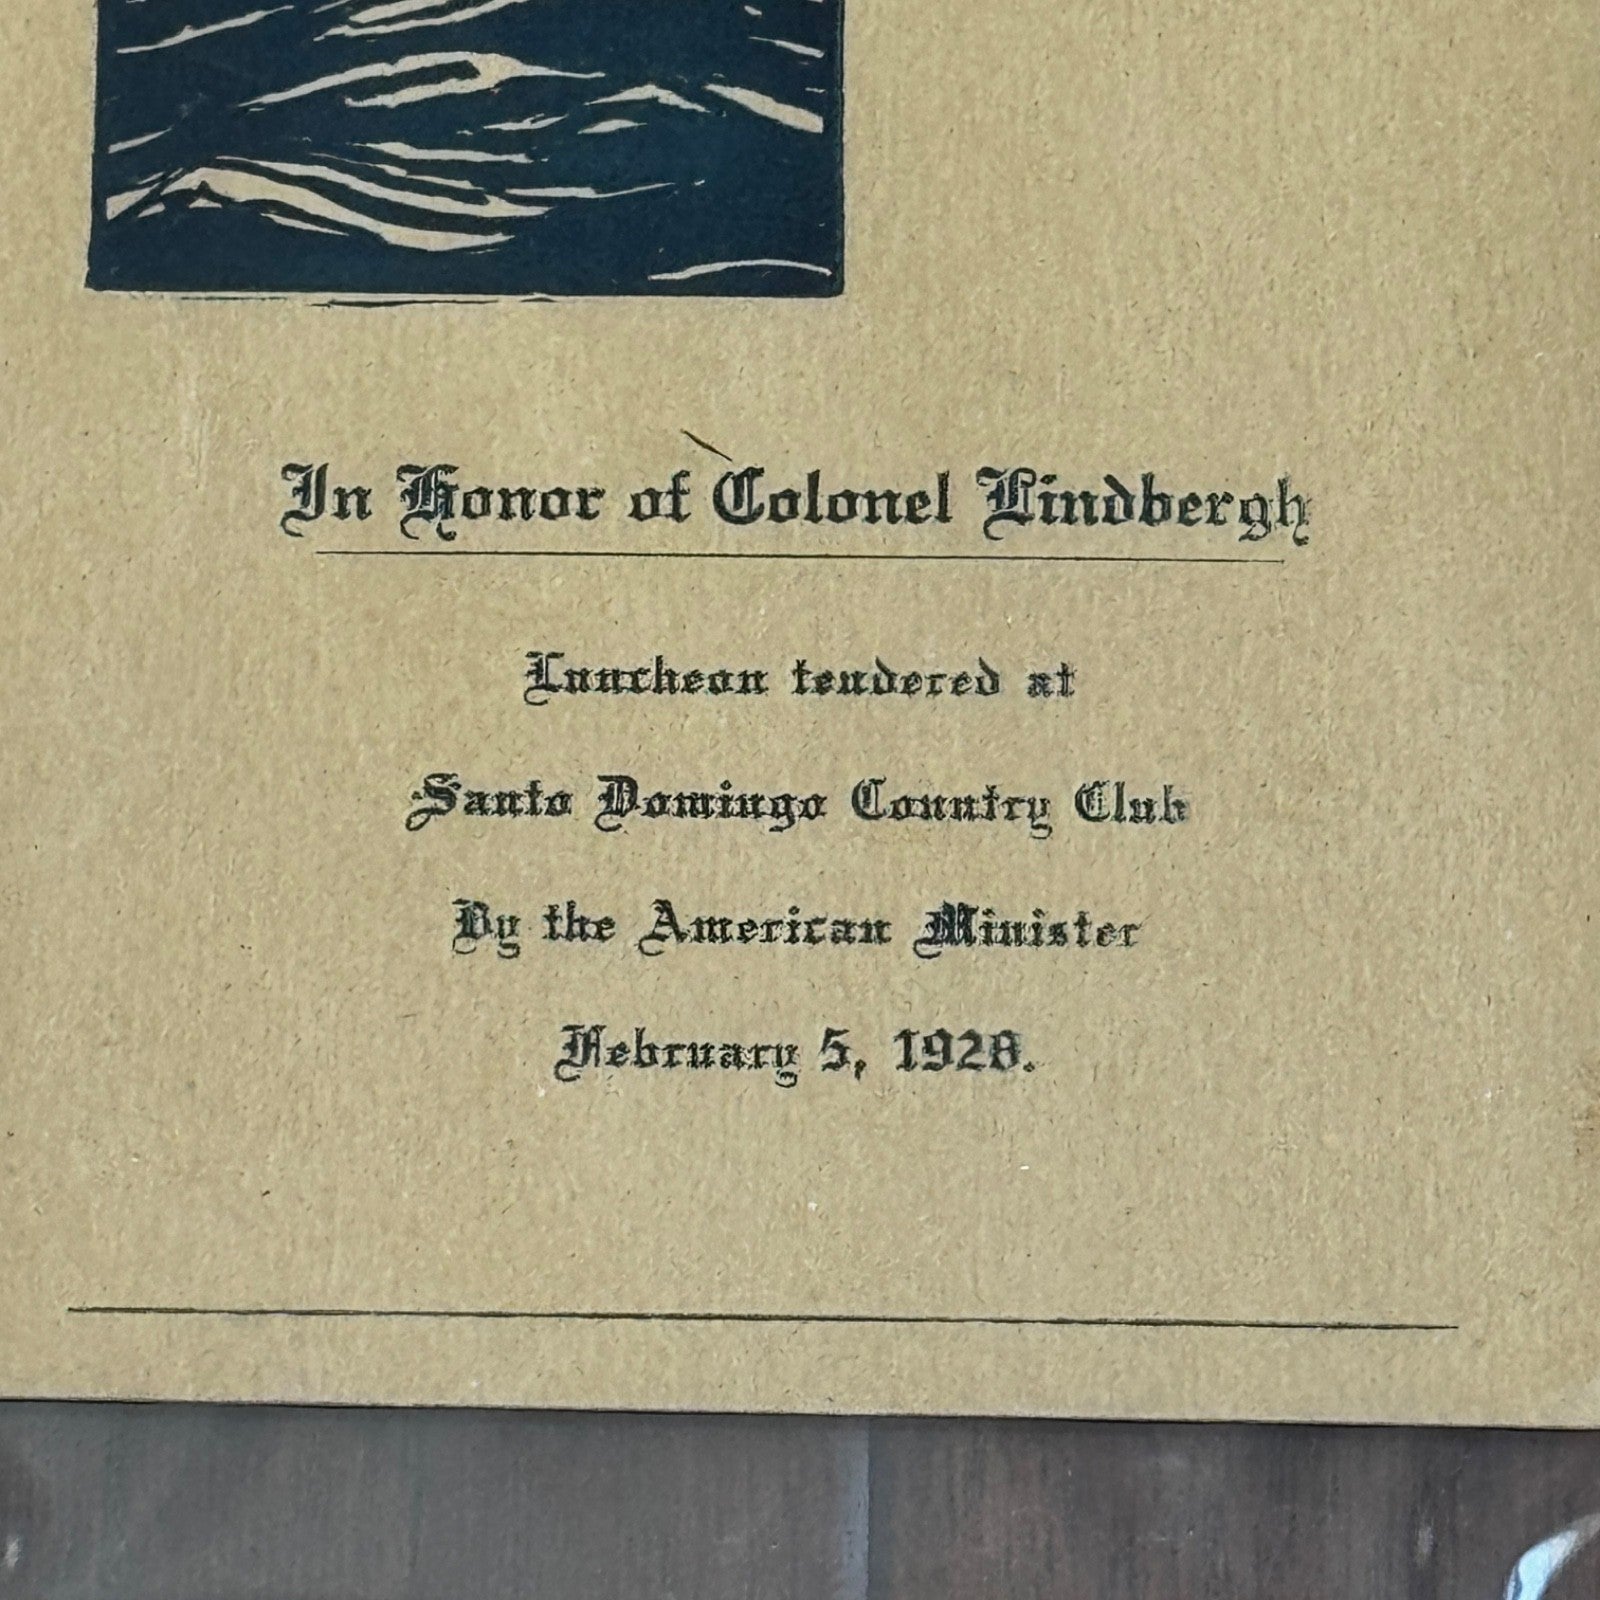 In Honor of Colonel Lindbergh
Luncheon tendered at
Santo Domingo Country Club
By the American Minister
February 5, 1928.